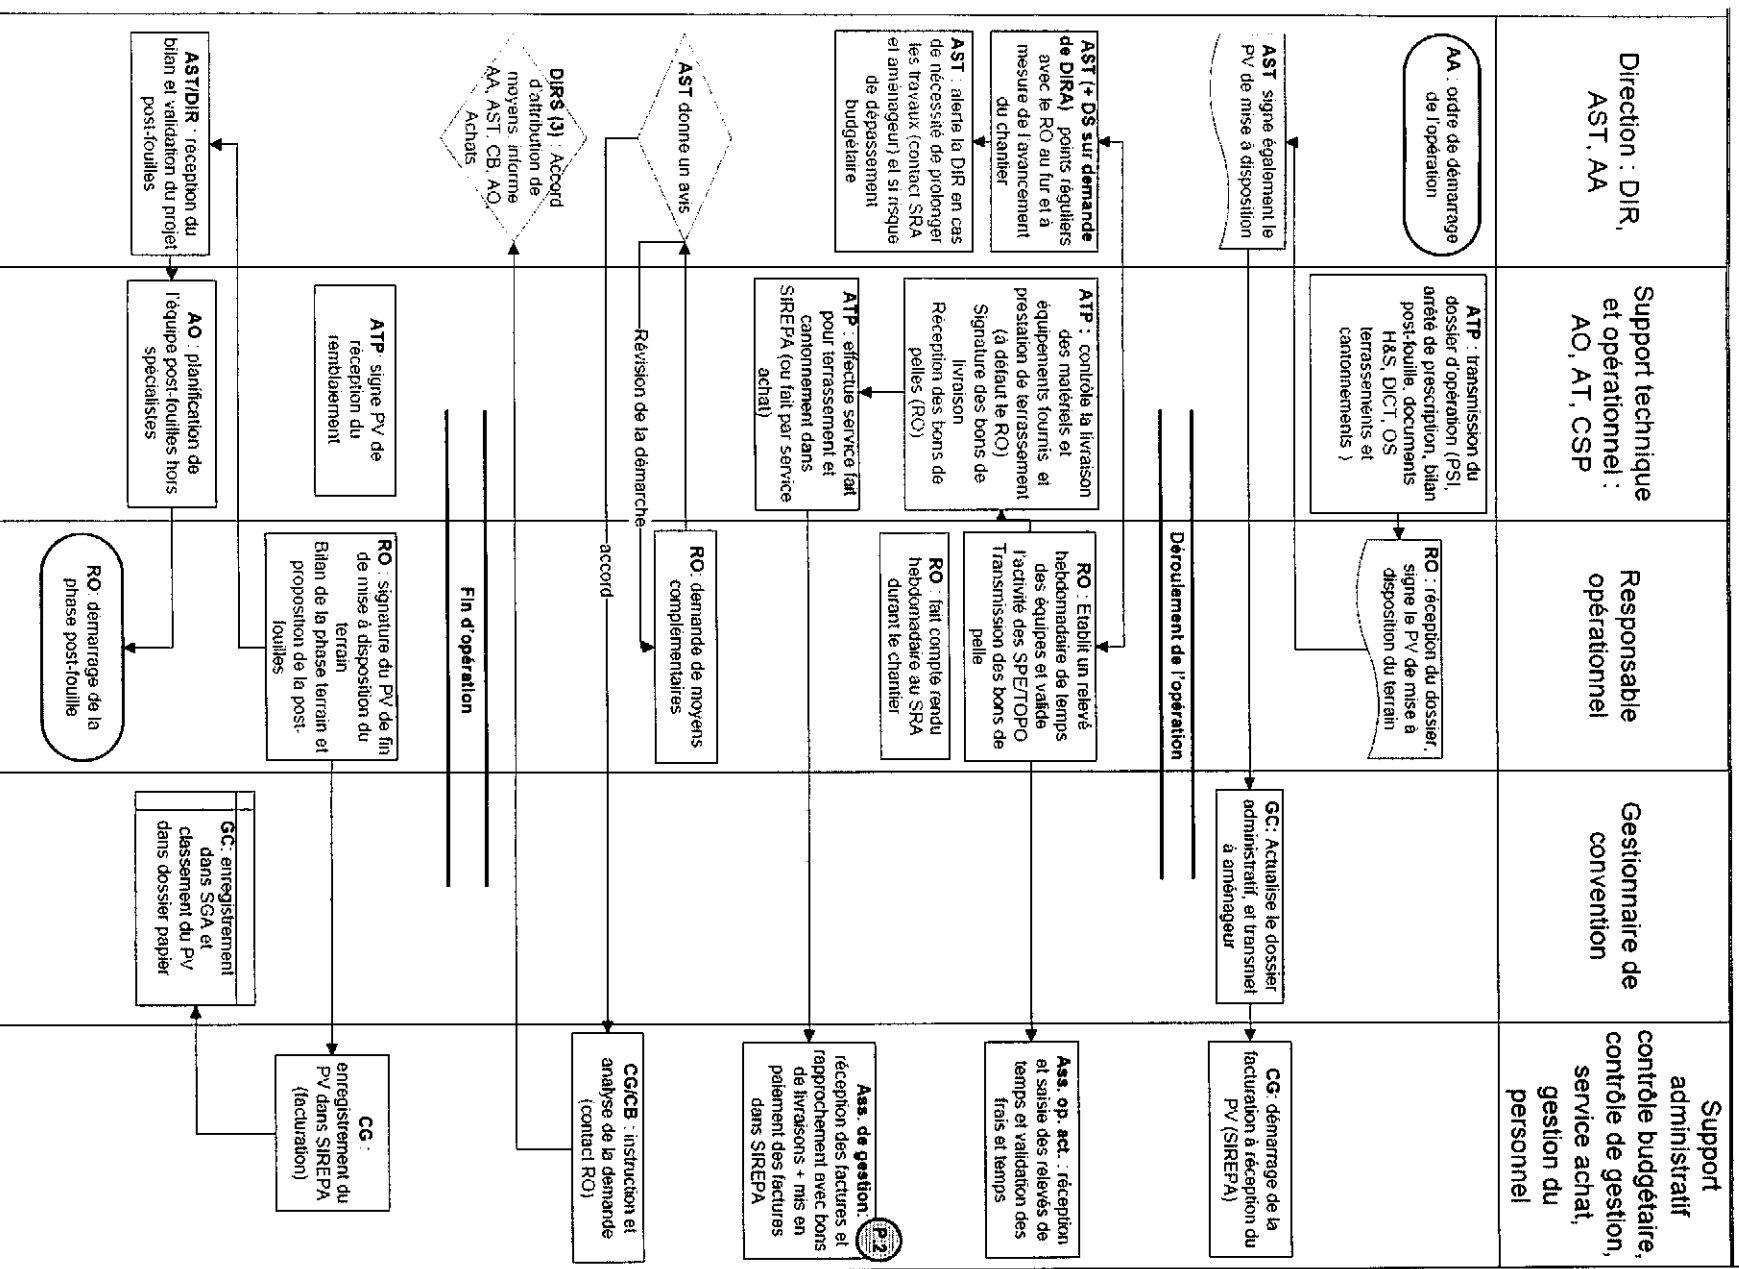 Direction : DIR,
AST, AA
Support technique
et opérationnel :
AO, AT, CSP
Responsable
opérationnel
Gestionnaire de
convention
Support
administratif
contrôle budgétaire,
contrôle de gestion,
service achat,
gestion du
personnel
AA : ordre de démarrage
de l'opération
ATP : transmission du
dossier d'opération (PSI,
arrêté de prescription, bilan
post-fouille, documents
H&S, DICT, OS
terrassements et
cantonnements )
RO : réception du dossier,
signe le PV de mise à
disposition du terrain
AST signe également le
PV de mise à disposition
GC: Actualise le dossier
administratif, et transmet
à aménageur
CG: démarrage de la
facturation à réception du
PV (SIREPA)
Déroulement de l'opération
AST (+ DS sur demande
de DIRA) points réguliers
avec le RO au fur et à
mesure de l'avancement
du chantier
ATP : contrôle la livraison
des matériels et
équipements fournis et
prestation de terrassement
(à défaut le RO)
Signature des bons de
livraison
Réception des bons de
pelles (RO)
RO : Etablit un relevé
hebdomadaire de temps
des équipes et valide
l'activité des SPE/TOPO
Transmission des bons de
pelle
Ass. op. act. : réception
et saisie des relevés de
temps et validation des
frais et temps
AST : alerte la DIR en cas
de nécessité de prolonger
les travaux (contact SRA
et aménageur) et si risque
de dépassement
budgétaire
ATP : effectue service fait
pour terrassement et
cantonnement dans
SIREPA (ou fait par service
achat)
RO : fait compte rendu
hebdomadaire au SRA
durant le chantier
Ass. de gestion:
réception des factures et
rapprochement avec bons
de livraisons + mis en
paiement des factures
dans SIREPA
P.2
AST donne un avis
Révision de la démarche
RO: demande de moyens
complémentaires
accord
CG/CB : instruction et
analyse de la demande
(contact RO)
DIRS (3) : Accord
d'attribution de
moyens, informe
AA, AST, CB, AO,
Achats
Fin d'opération
ATP: signe PV de
réception du
remblaiement
RO : signature du PV de fin
de mise à disposition du
terrain
Bilan de la phase terrain et
proposition de la post-
fouilles
CG :
enregistrement du
PV dans SIREPA
(facturation)
AST/DIR : réception du
bilan et validation du projet
post-fouilles
AO : planification de
l'équipe post-fouilles hors
spécialistes
GC: enregistrement
dans SGA et
classement du PV
dans dossier papier
RO: démarrage de la
phase post-fouille